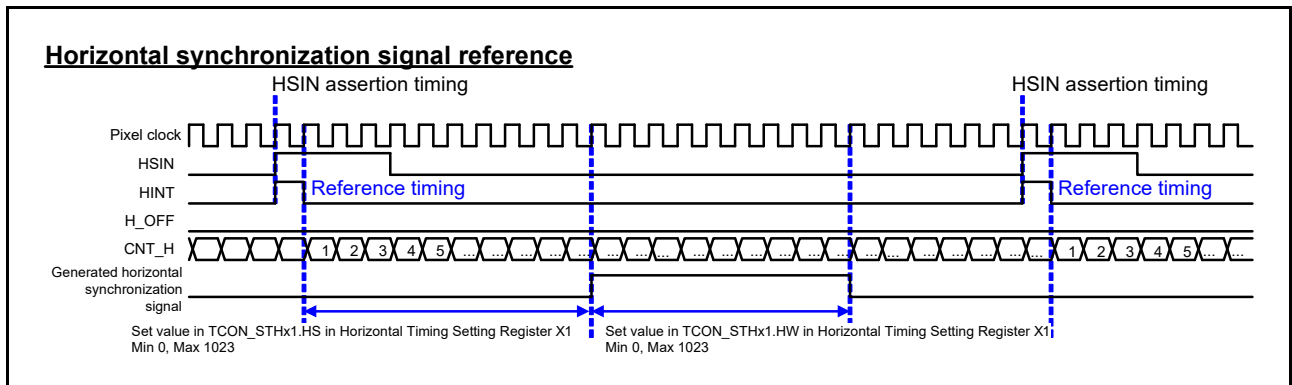 Horizontal synchronization signal reference
HSIN assertion timing
HSIN assertion timing
Pixel clock
HSIN
HINT
Reference timing
Reference timing
H_OFF
CNT_H
1 2 3 4 5 ... ... ... ... ... ... ... ... ... ... ... ... ... ... ... ... ... ... ... ... ... 1 2 3 4 5 ... ...
Generated horizontal
synchronization
signal
Set value in TCON_STHx1.HS in Horizontal Timing Setting Register X1
Min 0, Max 1023
Set value in TCON_STHx1.HW in Horizontal Timing Setting Register X1
Min 0, Max 1023